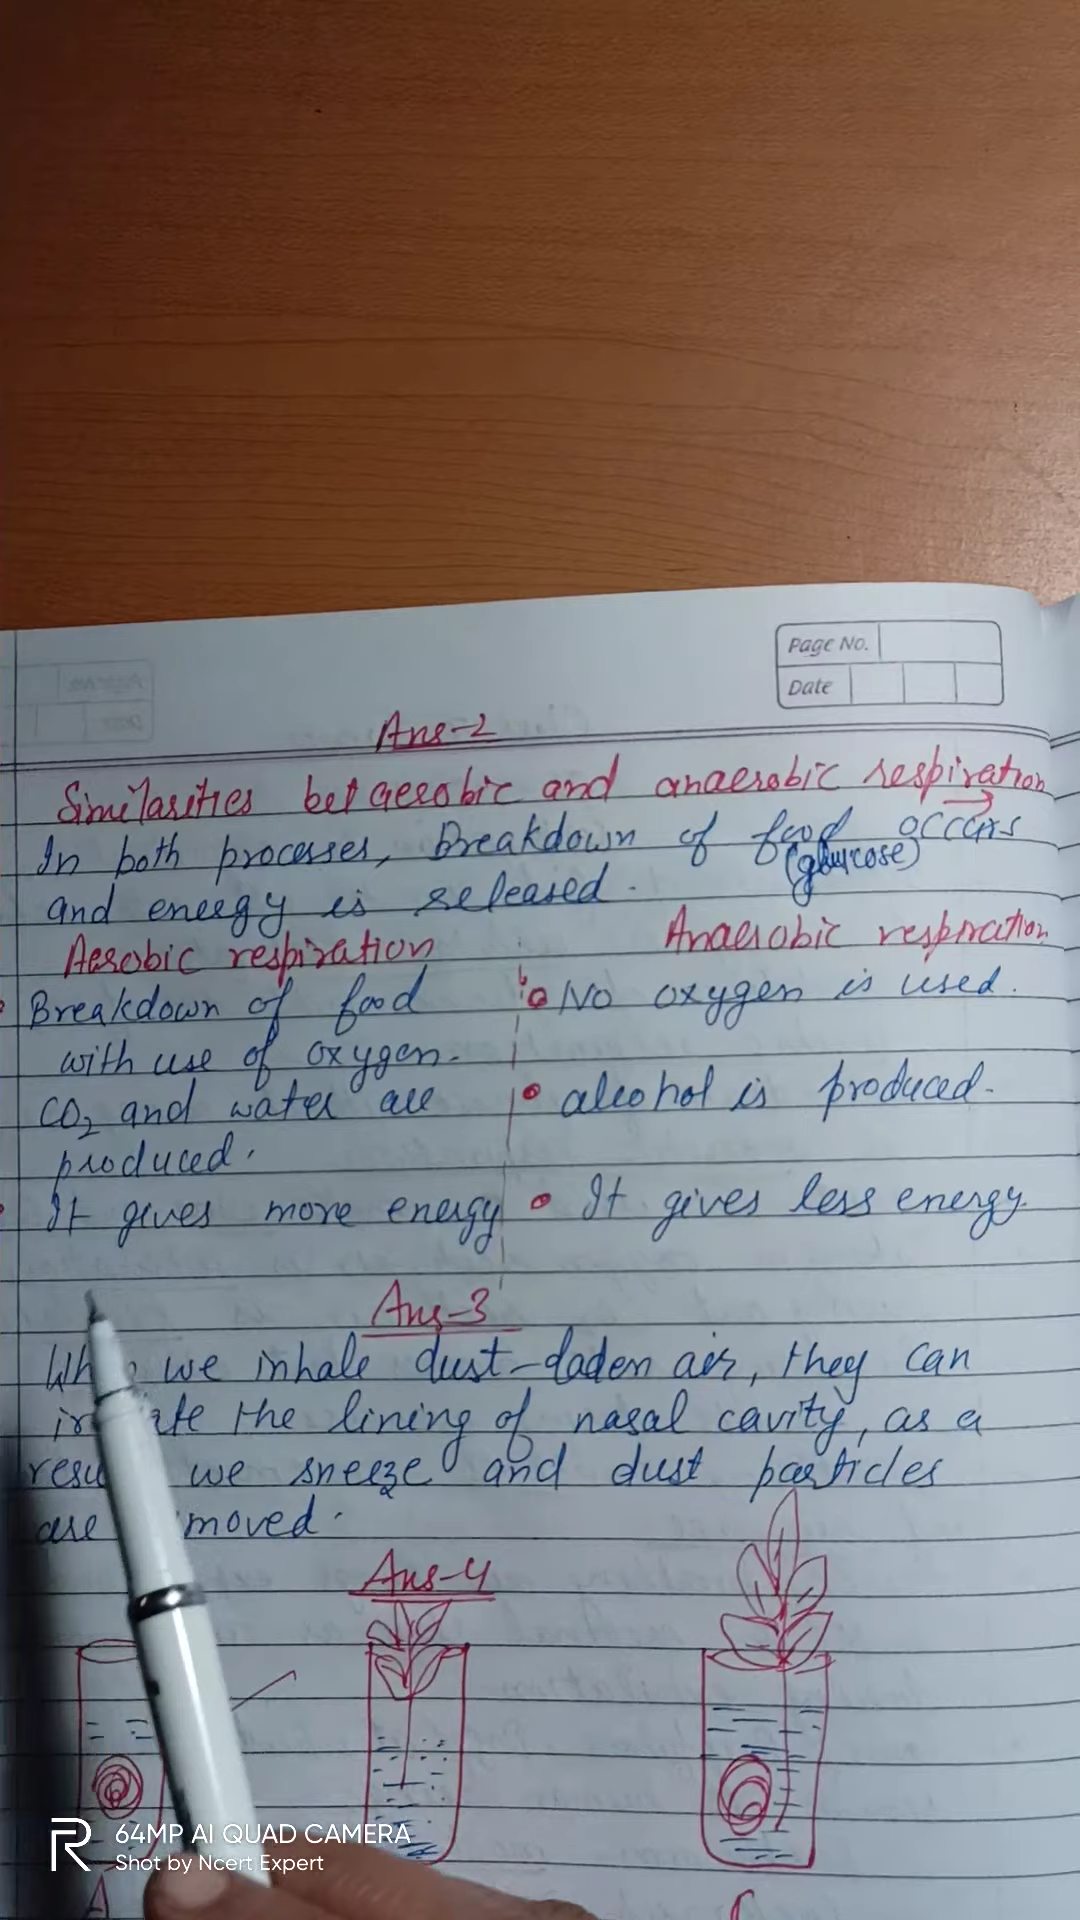 Page No.
Date
Ans-2
Similarities bet aerobic and anaerobic respiration
In both processes, Breakdown of food occurs
(glucose)
and energy is released.
Aerobic respiration
Anaerobic respiration
Breakdown of food
with use of oxygen.
CO₂ and water are
produced.
It gives more energy
No oxygen is used.
alcohol is produced.
It gives less energy.
Ans-3
we inhale dust-laden air, they can
the lining of nasal cavity, as a
we sneeze and dust particles
are moved.
Ans-4
A
C
64MP AI QUAD CAMERA
Shot by Ncert Expert